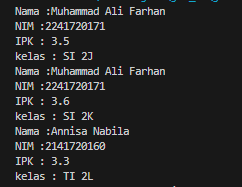 Nama :Muhammad Ali Farhan
NIM :2241720171
IPK : 3.5
kelas : SI 2J
Nama :Muhammad Ali Farhan
NIM :2241720171
IPK : 3.6
kelas : SI 2K
Nama :Annisa Nabila
NIM :2141720160
IPK : 3.3
kelas : TI 2L